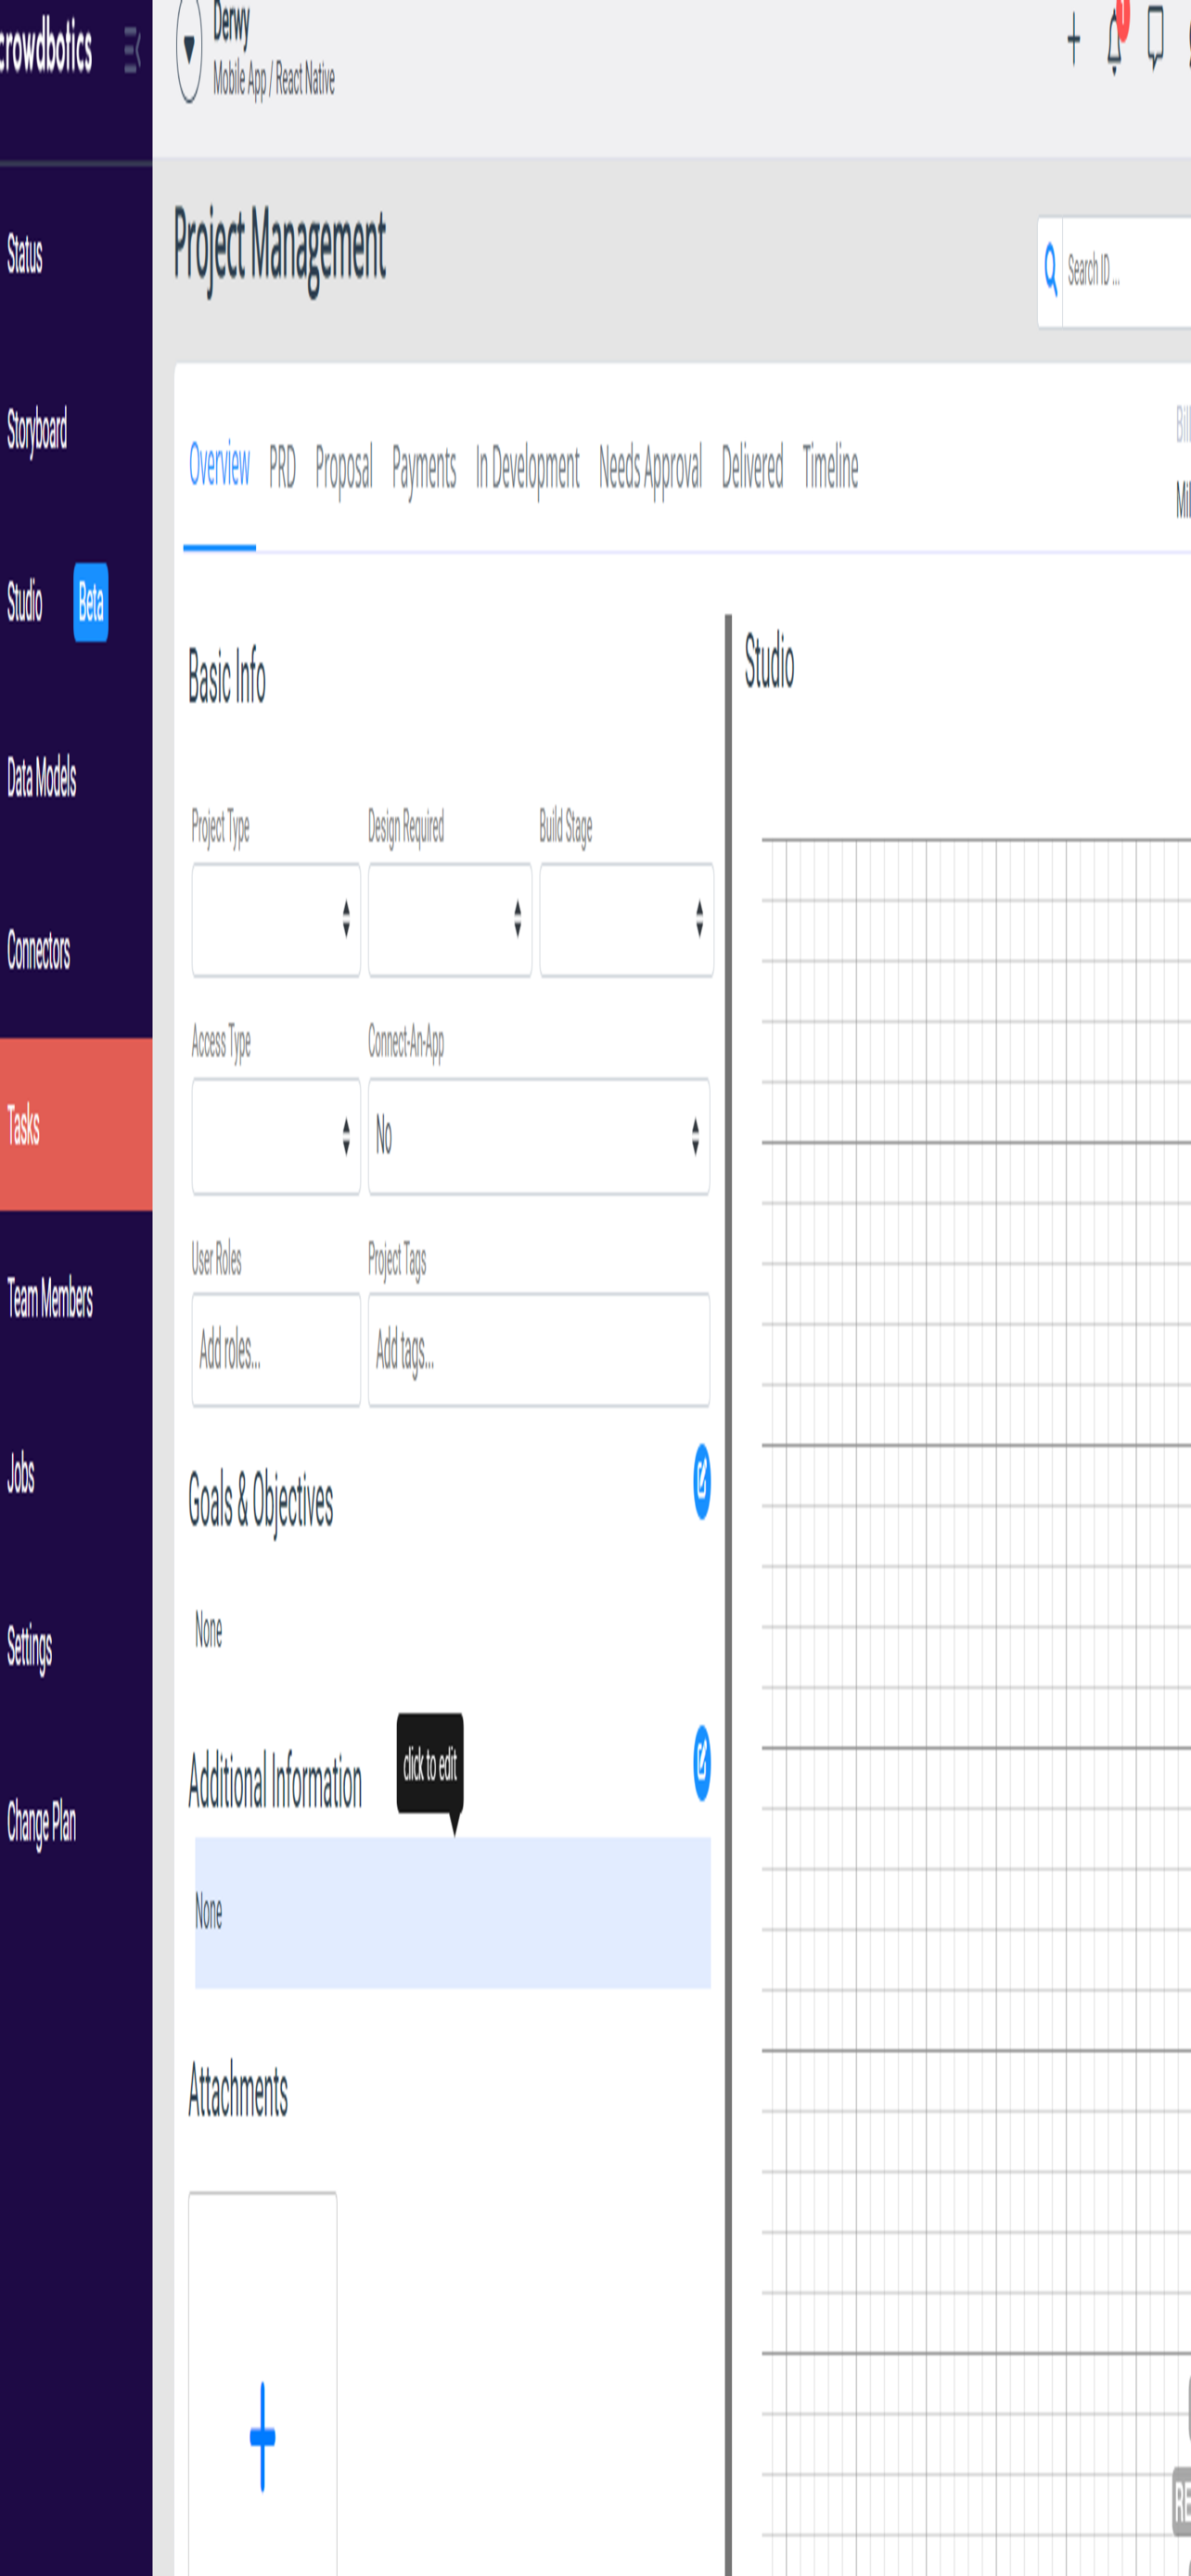 crowdbotics
Derwy
Mobile App / React Native
1
Status
Storyboard
Studio Beta
Data Models
Connectors
Tasks
Team Members
Jobs
Settings
Change Plan
Project Management
Search ID ...
Overview PRD Proposal Payments In Development Needs Approval Delivered Timeline
Basic Info
Project Type Design Required Build Stage
Access Type Connect-An-App
No
User Roles Project Tags
Add roles... Add tags...
Goals & Objectives
None
Additional Information
click to edit
None
Attachments
Studio